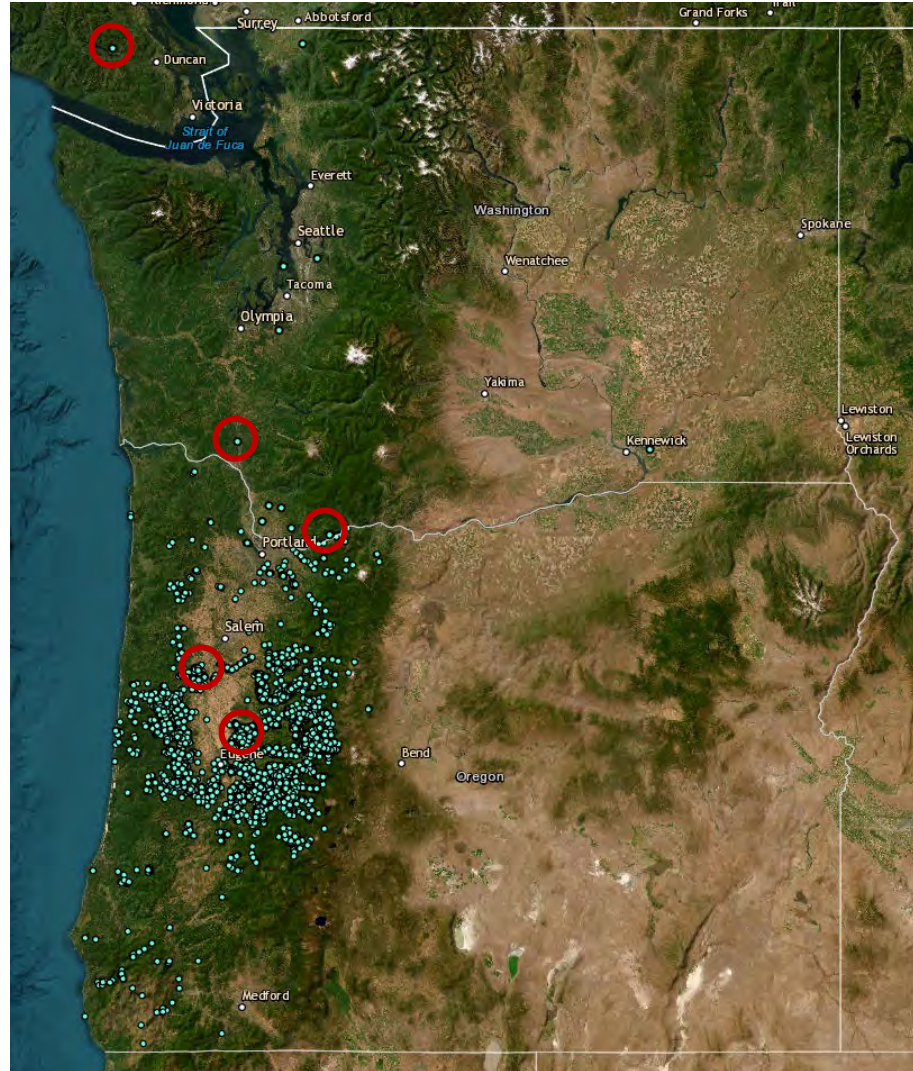 Surrey
Abbotsford
Grand Forks
Duncan
Victoria
Strait of
Juan de Fuca
Everett
Washington
Spokane
Seattle
Wenatchee
Tacoma
Olympia
Yakima
Lewiston
Kennewick
Lewiston
Orchards
Portland
Salem
Eugene
Bend
Oregon
Medford